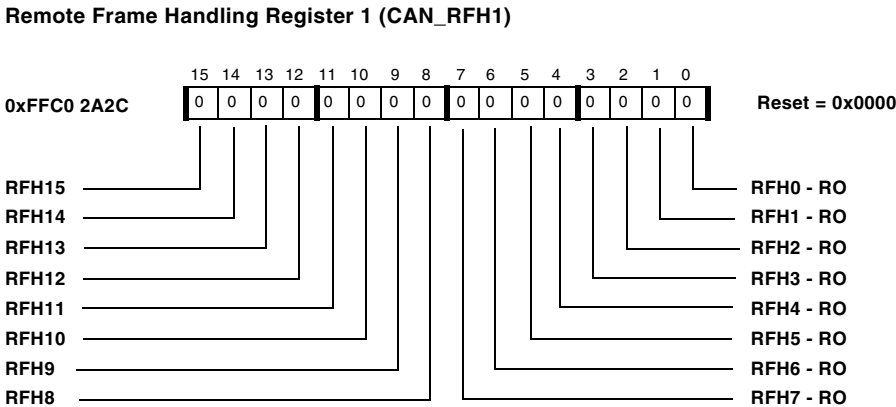 Remote Frame Handling Register 1 (CAN_RFH1)
15 14 13 12 11 10 9 8 7 6 5 4 3 2 1 0
0xFFC0 2A2C 0 0 0 0 0 0 0 0 0 0 0 0 0 0 0 0 Reset = 0x0000
RFH15 RFH0 - RO
RFH14 RFH1 - RO
RFH13 RFH2 - RO
RFH12 RFH3 - RO
RFH11 RFH4 - RO
RFH10 RFH5 - RO
RFH9 RFH6 - RO
RFH8 RFH7 - RO